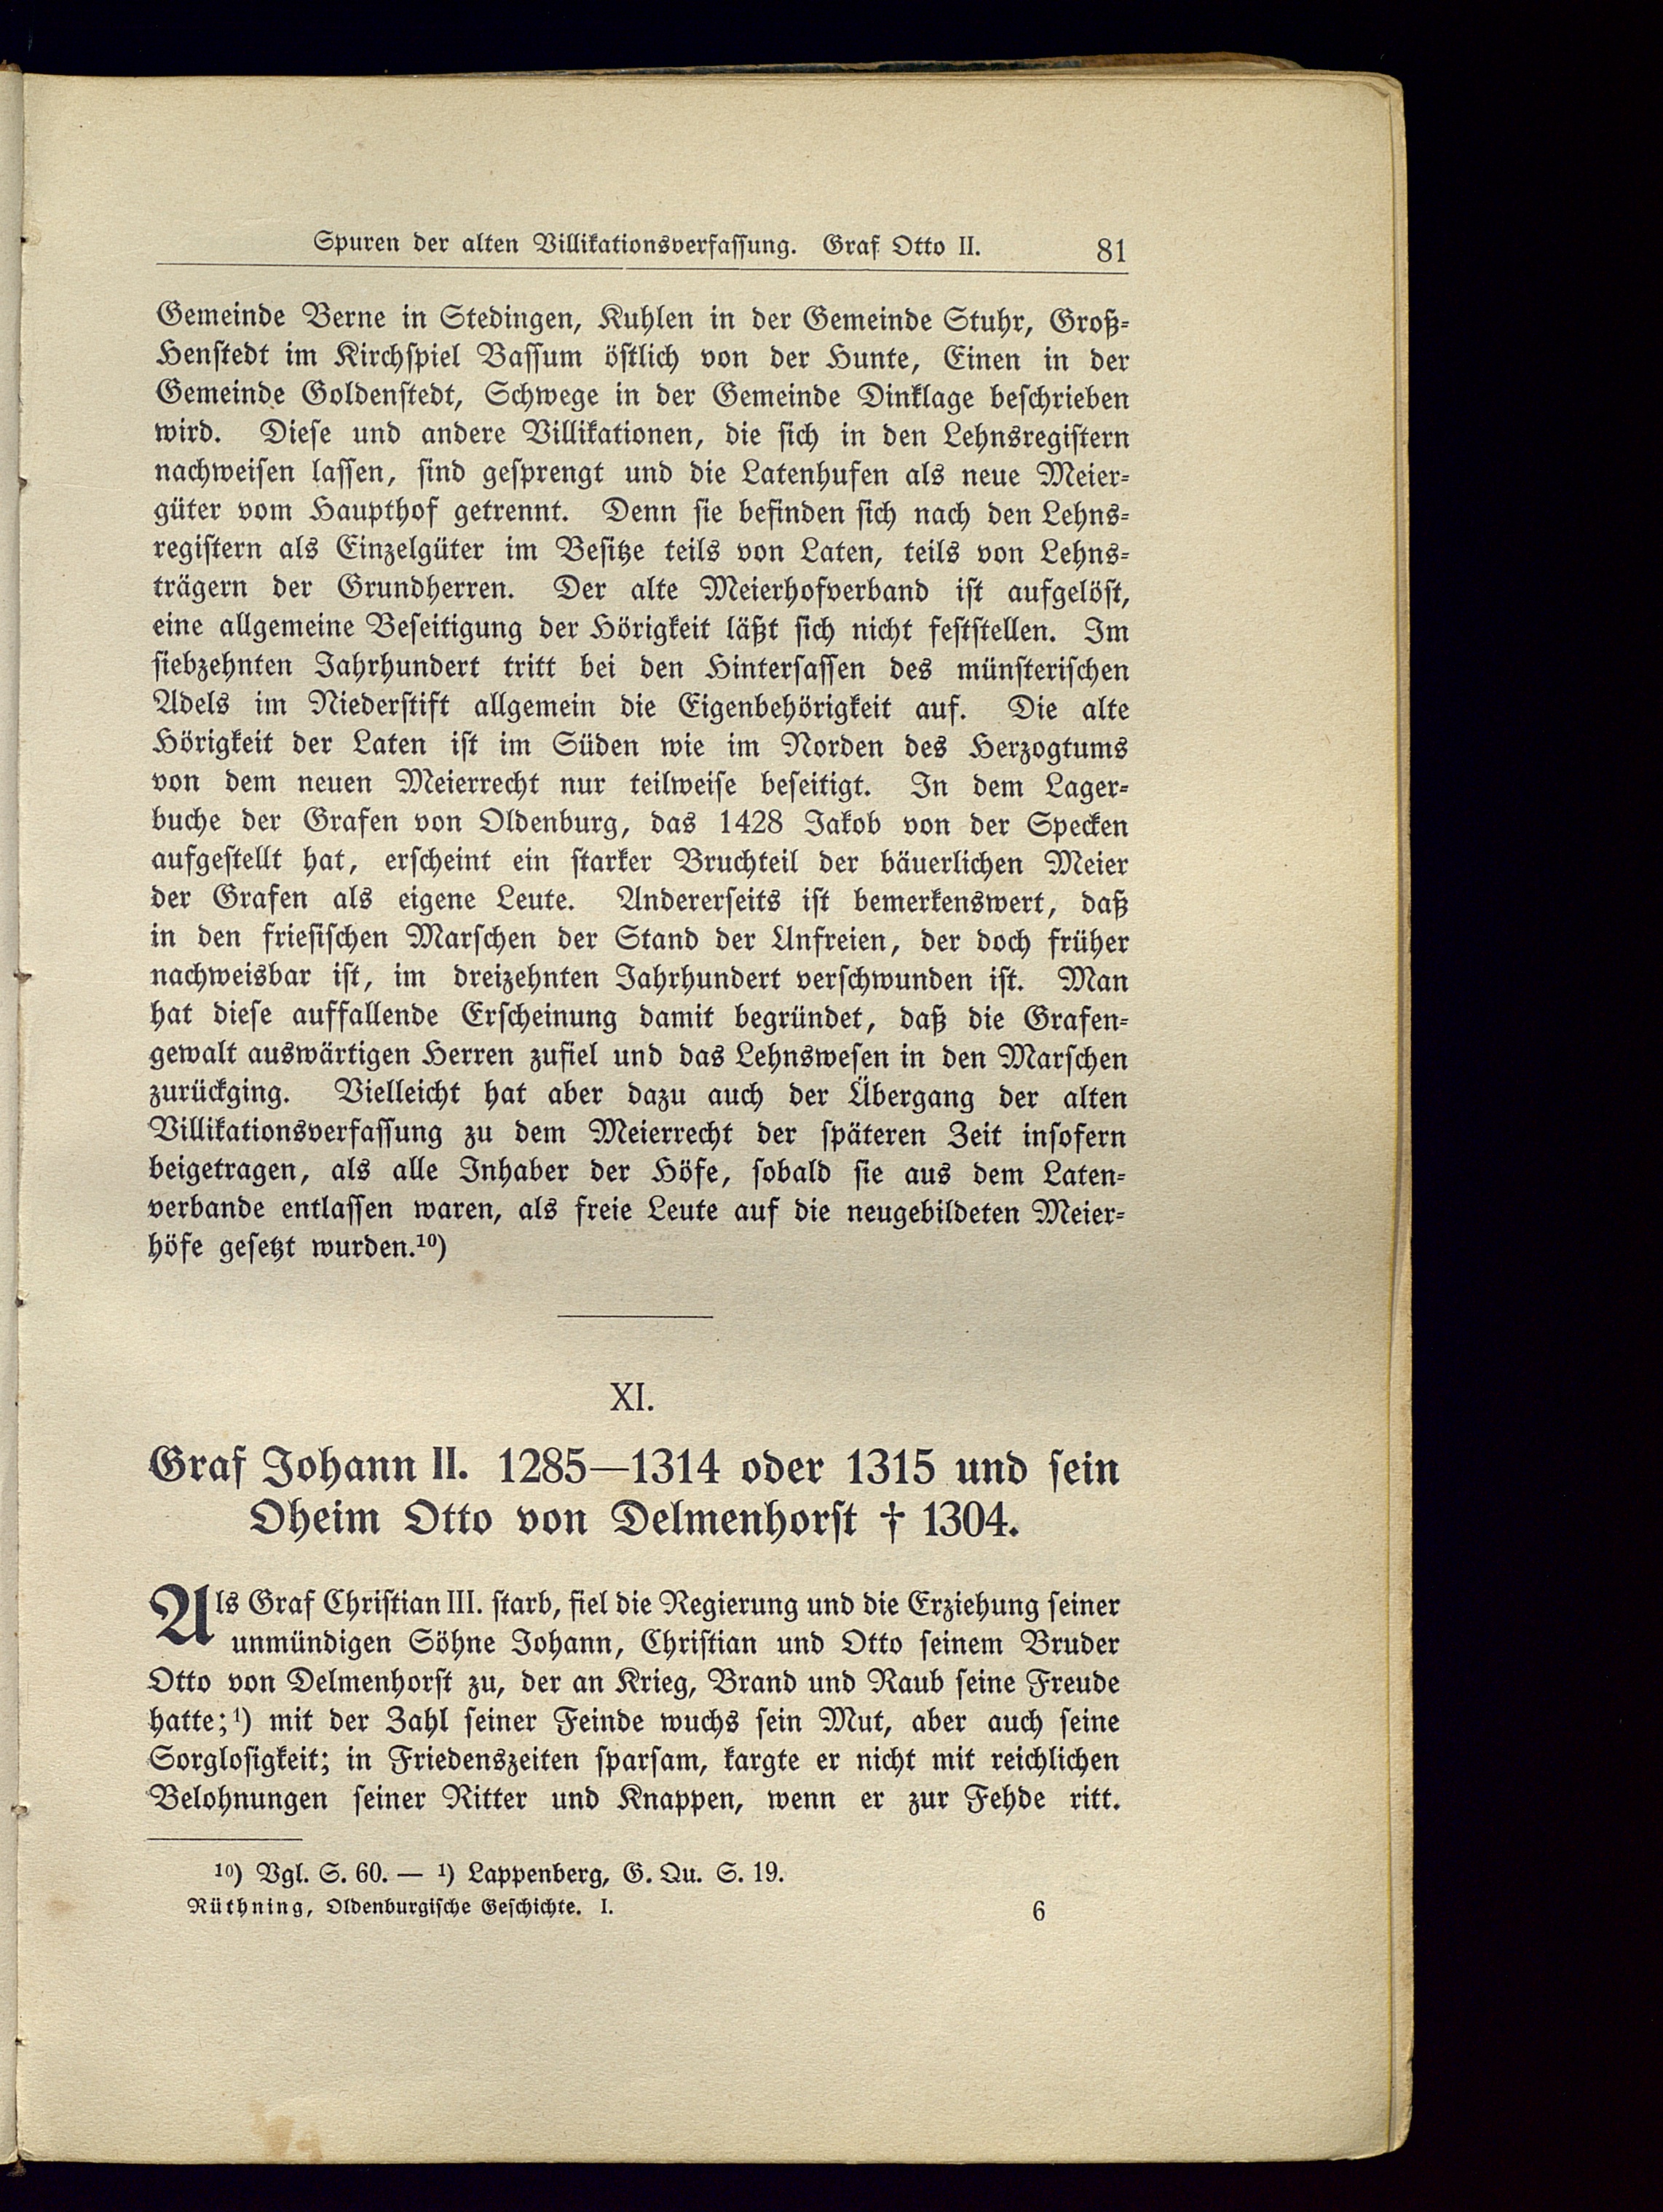 Spuren der alten Villikationsverfassung. Graf Otto II. 81
Gemeinde Berne in Stedingen, Kuhlen in der Gemeinde Stuhr, Groß-
Henstedt im Kirchspiel Bassum östlich von der Hunte, Einen in der
Gemeinde Goldenstedt, Schwege in der Gemeinde Dinklage beschrieben
wird. Diese und andere Villikationen, die sich in den Lehnsregistern
nachweisen lassen, sind gesprengt und die Latenhufen als neue Meier-
güter vom Haupthof getrennt. Denn sie befinden sich nach den Lehns-
registern als Einzelgüter im Besitze teils von Laten, teils von Lehns-
trägern der Grundherren. Der alte Meierhofverband ist aufgelöst,
eine allgemeine Beseitigung der Hörigkeit läßt sich nicht feststellen. Im
siebzehnten Jahrhundert tritt bei den Hintersassen des münsterischen
Adels im Niederstift allgemein die Eigenbehörigkeit auf. Die alte
Hörigkeit der Laten ist im Süden wie im Norden des Herzogtums
von dem neuen Meierrecht nur teilweise beseitigt. In dem Lager-
buche der Grafen von Oldenburg, das 1428 Jakob von der Specken
aufgestellt hat, erscheint ein starker Bruchteil der bäuerlichen Meier
der Grafen als eigene Leute. Andererseits ist bemerkenswert, daß
in den friesischen Marschen der Stand der Unfreien, der doch früher
nachweisbar ist, im dreizehnten Jahrhundert verschwunden ist. Man
hat diese auffallende Erscheinung damit begründet, daß die Grafen-
gewalt auswärtigen Herren zufiel und das Lehnswesen in den Marschen
zurückging. Vielleicht hat aber dazu auch der Übergang der alten
Villikationsverfassung zu dem Meierrecht der späteren Zeit insofern
beigetragen, als alle Inhaber der Höfe, sobald sie aus dem Laten-
verbande entlassen waren, als freie Leute auf die neugebildeten Meier-
höfe gesetzt wurden.¹⁰)
XI.
Graf Johann II. 1285—1314 oder 1315 und sein
Oheim Otto von Delmenhorst † 1304.
Als Graf Christian III. starb, fiel die Regierung und die Erziehung seiner
unmündigen Söhne Johann, Christian und Otto seinem Bruder
Otto von Delmenhorst zu, der an Krieg, Brand und Raub seine Freude
hatte;¹) mit der Zahl seiner Feinde wuchs sein Mut, aber auch seine
Sorglosigkeit; in Friedenszeiten sparsam, kargte er nicht mit reichlichen
Belohnungen seiner Ritter und Knappen, wenn er zur Fehde ritt.
¹⁰) Vgl. S. 60. — ¹) Lappenberg, G. Qu. S. 19.
Rüthning, Oldenburgische Geschichte. I. 6